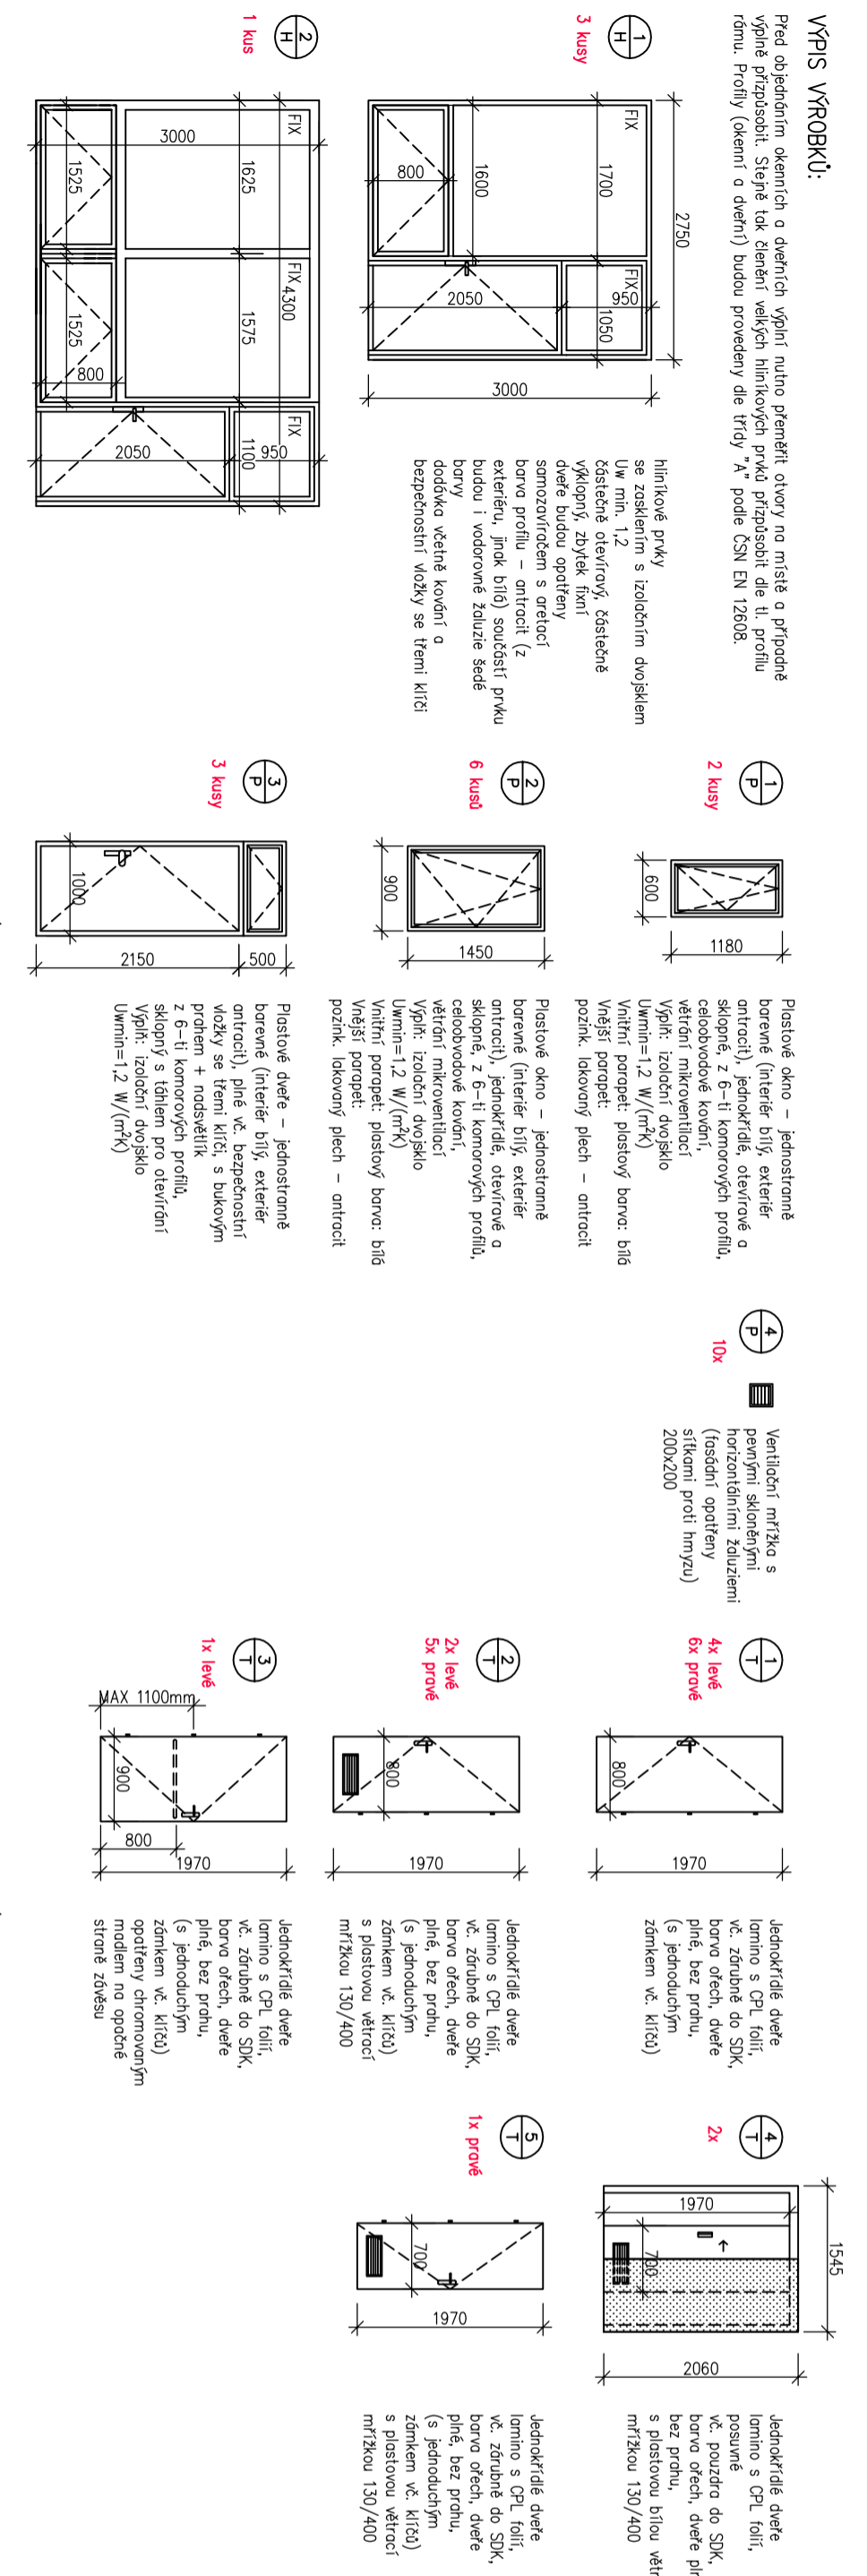 VÝPIS VÝROBKŮ:
Před objednáním okenních a dveřních výplní nutno přeměřit otvory na místě a případně
výplně přizpůsobit. Stejně tak členění velkých hliníkových prvků přizpůsobit dle tl. profilu
rámu. Profily (okenní a dveřní) budou provedeny dle třídy "A" podle ČSN EN 12608.
1
H
3 kusy
2750
1700
1050
FIX
FIX
950
1600
800
2050
3000
hliníkové prvky
se zasklením s izolačním dvojsklem
Uw min. 1,2
částečně otevíravý, částečně
výklopný, zbytek fixní
dveře budou opatřeny
samozavíračem s aretací
barva profilu – antracit (z
exteriéru, jinak bílá) součástí prvku
budou i vodorovné žaluzie šedé
barvy
dodávka včetně kování a
bezpečnostní vložky se třemi klíči
2
H
1 kus
4300
1625
1575
1100
FIX
FIX
FIX
950
3000
1525
1525
800
2050
1
P
2 kusy
600
1180
Plastové okno – jednostranně
barevné (interiér bílý, exteriér
antracit), jednokřídlé, otevíravé a
sklopné, z 6–ti komorových profilů,
celoobvodové kování,
větrání mikroventilací
Výplň: izolační dvojsklo
Uwmin=1,2 W/(m²K)
Vnitřní parapet: plastový barva: bílá
Vnější parapet:
pozink. lakovaný plech – antracit
2
P
6 kusů
900
1450
Plastové okno – jednostranně
barevné (interiér bílý, exteriér
antracit), jednokřídlé, otevíravé a
sklopné, z 6–ti komorových profilů,
celoobvodové kování,
větrání mikroventilací
Výplň: izolační dvojsklo
Uwmin=1,2 W/(m²K)
Vnitřní parapet: plastový barva: bílá
Vnější parapet:
pozink. lakovaný plech – antracit
3
P
3 kusy
1000
2150
500
Plastové dveře – jednostranně
barevné (interiér bílý, exteriér
antracit), plné vč. bezpečnostní
vložky se třemi klíči, s bukovým
prahem + nadsvětlík
z 6–ti komorových profilů,
sklopný s táhlem pro otevírání
Výplň: izolační dvojsklo
Uwmin=1,2 W/(m²K)
4
P
10x
Ventilační mřížka s
pevnými skloněnými
horizontálními žaluziemi
(fasádní opatřeny
síťkami proti hmyzu)
200x200
1
T
4x levé
6x pravé
800
1970
Jednokřídlé dveře
lamino s CPL folií,
vč. zárubně do SDK,
barva ořech, dveře
plné, bez prahu,
(s jednoduchým
zámkem vč. klíčů)
2
T
2x levé
5x pravé
800
1970
Jednokřídlé dveře
lamino s CPL folií,
vč. zárubně do SDK,
barva ořech, dveře
plné, bez prahu,
(s jednoduchým
zámkem vč. klíčů)
s plastovou větrací
mřížkou 130/400
3
T
1x levé
MAX 1100mm
900
800
1970
Jednokřídlé dveře
lamino s CPL folií,
vč. zárubně do SDK,
barva ořech, dveře
plné, bez prahu,
(s jednoduchým
zámkem vč. klíčů)
opatřeny chromovaným
madlem na opačné
straně závěsu
4
T
2x
1545
1970
700
2060
Jednokřídlé dveře
lamino s CPL folií,
posuvné
vč. pouzdra do SDK,
barva ořech, dveře pl
bez prahu,
s plastovou bílou větr
mřížkou 130/400
5
T
1x pravé
700
1970
Jednokřídlé dveře
lamino s CPL folií,
vč. zárubně do SDK,
barva ořech, dveře
plné, bez prahu,
(s jednoduchým
zámkem vč. klíčů)
s plastovou větrací
mřížkou 130/400